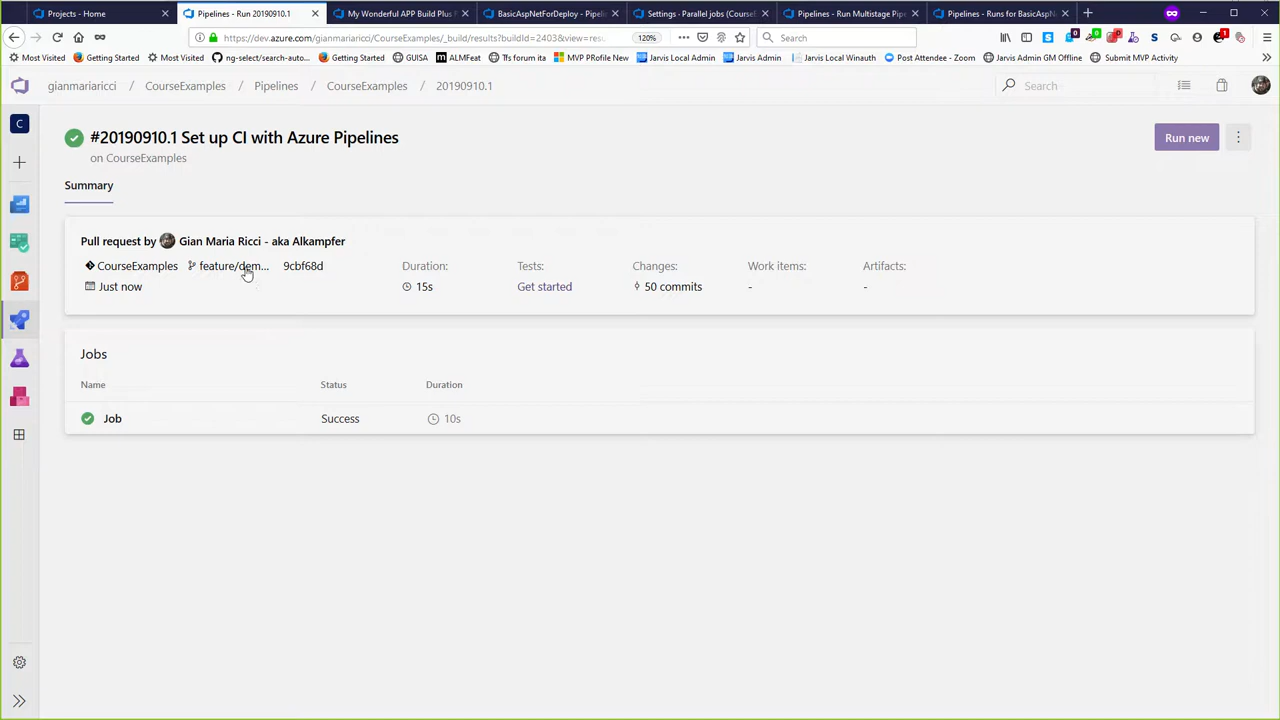 Projects - Home
Pipelines - Run 20190910.1
My Wonderful APP Build Plus F
BasicAspNetForDeploy - Pipelin
Settings - Parallel jobs (CourseE
Pipelines - Run Multistage Pipe
Pipelines - Runs for BasicAspN
https://dev.azure.com/gianmariaricci/CourseExamples/_build/results?buildId=2403&view=resu
120%
Search
Most Visited
Getting Started
Most Visited
ng-select/search-auto...
Getting Started
GUISA
ALMFeat
Tfs forum ita
MVP PRofile New
Jarvis Local Admin
Jarvis Admin
Jarvis Local Winauth
Post Attendee - Zoom
Jarvis Admin GM Offline
Submit MVP Activity
gianmariaricci / CourseExamples / Pipelines / CourseExamples / 20190910.1
Search
C
#20190910.1 Set up CI with Azure Pipelines
on CourseExamples
Run new
Summary
Pull request by Gian Maria Ricci - aka Alkampfer
CourseExamples feature/dem... 9cbf68d
Just now
Duration:
15s
Tests:
Get started
Changes:
50 commits
Work items:
-
Artifacts:
-
Jobs
Name Status Duration
Job Success 10s